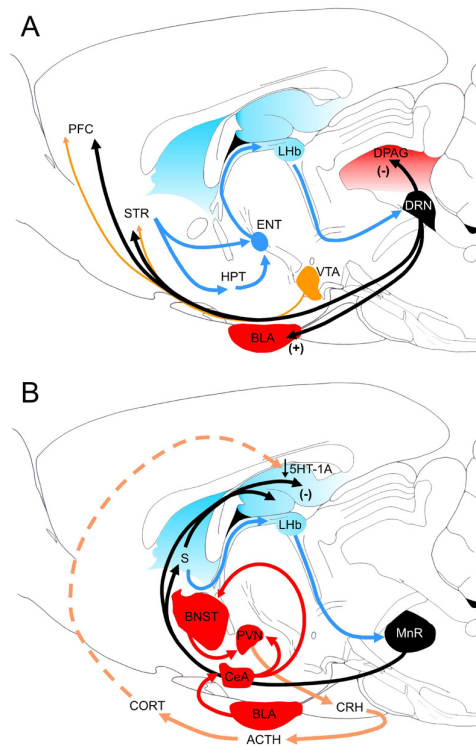 A
PFC
LHb
DPAG
(-)
DRN
STR
ENT
HPT
VTA
BLA
(+)
B
5HT-1A
(-)
LHb
S
BNST
PVN
MnR
CeA
CORT
BLA
CRH
ACTH